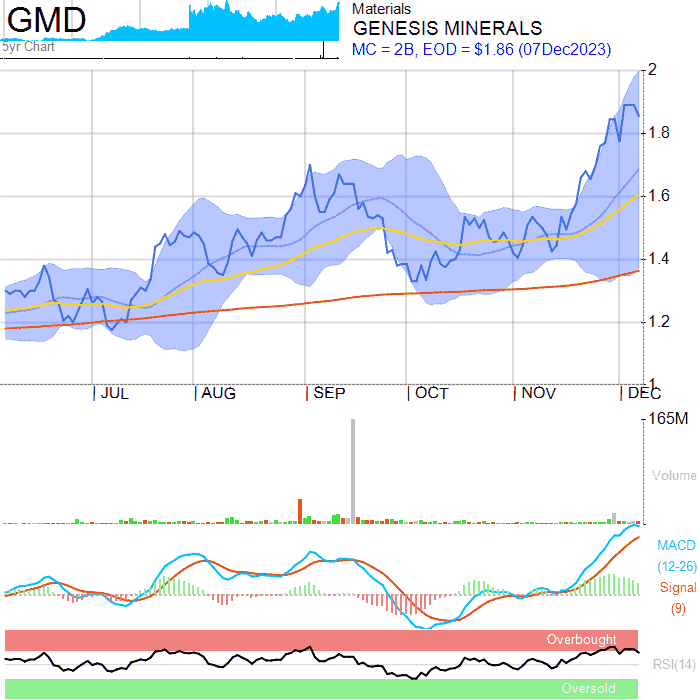 GMD
5yr Chart
Materials
GENESIS MINERALS
MC = 2B, EOD = $1.86 (07Dec2023)
2
1.8
1.6
1.4
1.2
1
JUL AUG SEP OCT NOV DEC
165M
Volume
MACD
(12-26)
Signal
(9)
Overbought
RSI(14)
Oversold